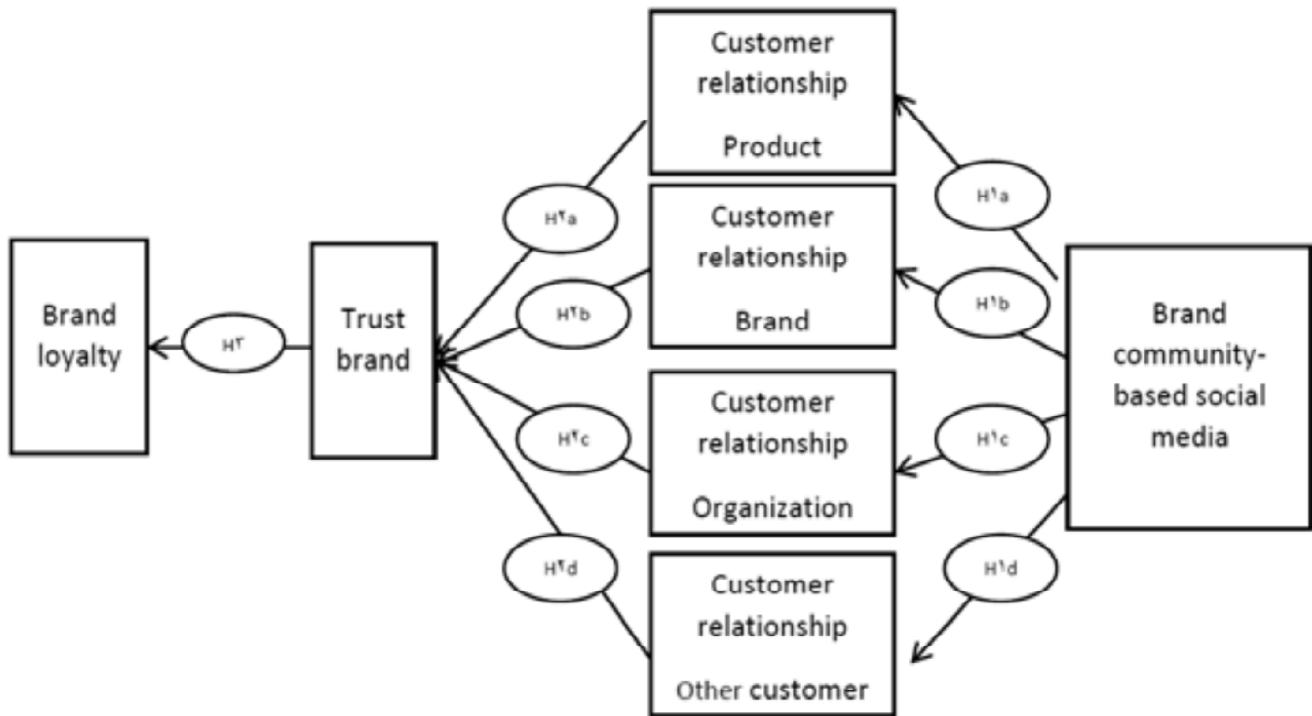 Customer
relationship
Product
H۱a
H۲a
Customer
relationship
Brand
H۱b
H۲b
Brand
loyalty
H۳
Trust
brand
Brand
community-
based social
media
Customer
relationship
Organization
H۱c
H۲c
Customer
relationship
Other customer
H۱d
H۲d